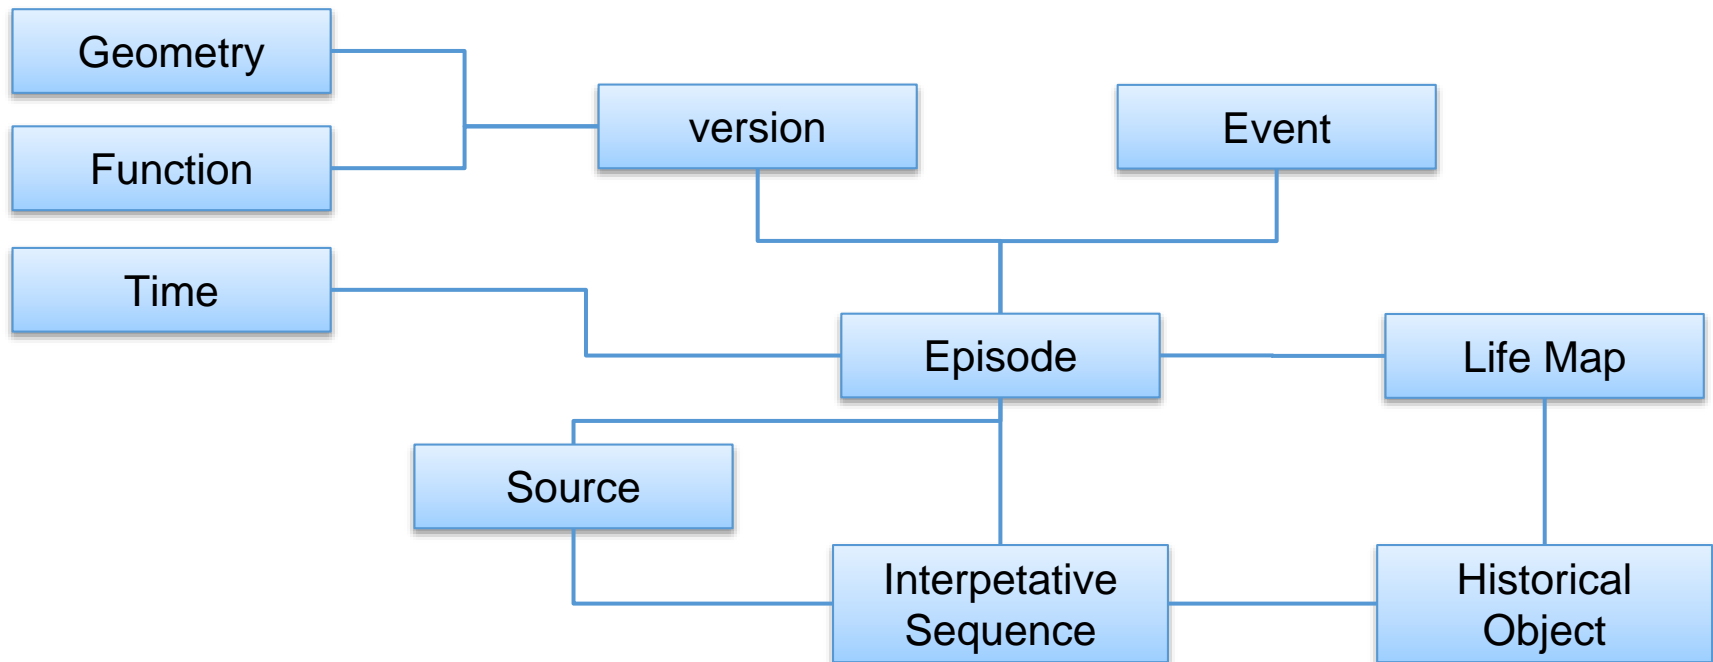 Geometry
version
Event
Function
Time
Episode
Life Map
Source
Interpetative
Sequence
Historical
Object